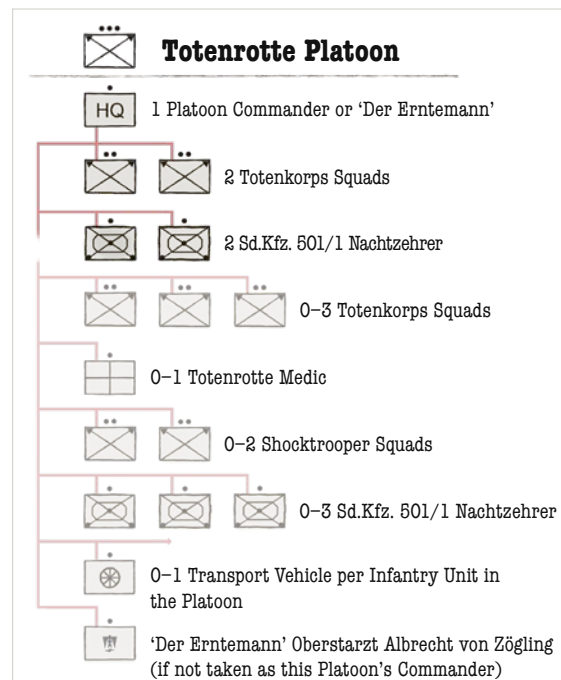 Totenrotte Platoon
HQ
1 Platoon Commander or ‘Der Erntemann’
2 Totenkorps Squads
2 Sd.Kfz. 501/1 Nachtzehrer
0–3 Totenkorps Squads
0–1 Totenrotte Medic
0–2 Shocktrooper Squads
0–3 Sd.Kfz. 501/1 Nachtzehrer
0–1 Transport Vehicle per Infantry Unit in
the Platoon
‘Der Erntemann’ Oberstarzt Albrecht von Zögling
(if not taken as this Platoon’s Commander)